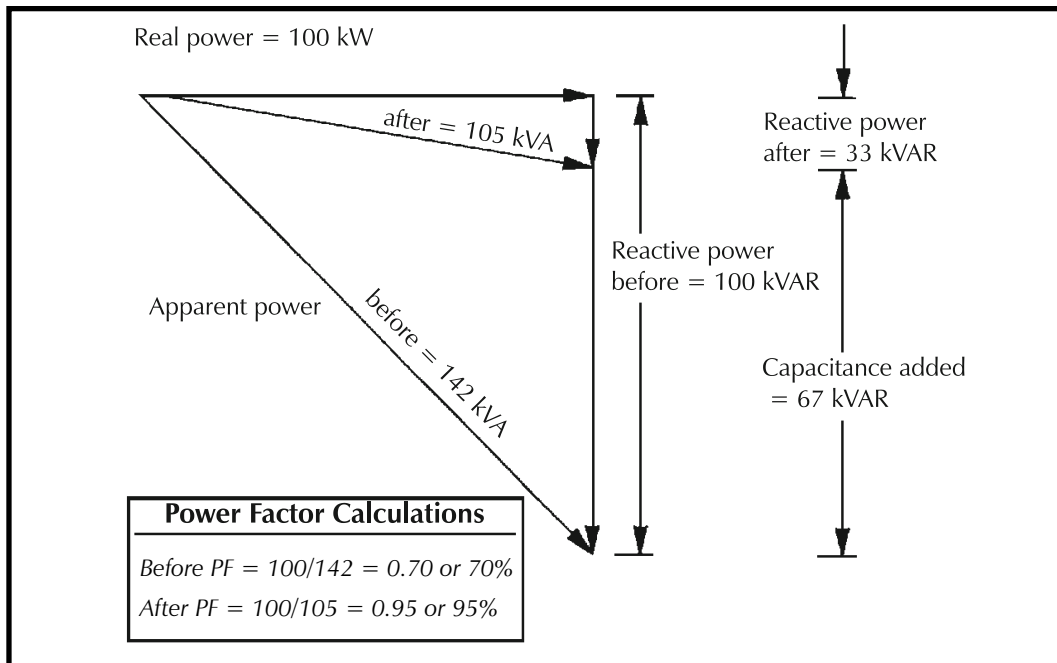 Real power = 100 kW
after = 105 kVA
Reactive power
after = 33 kVAR
Reactive power
before = 100 kVAR
Apparent power
before = 142 kVA
Capacitance added
= 67 kVAR
Power Factor Calculations
Before PF = 100/142 = 0.70 or 70%
After PF = 100/105 = 0.95 or 95%